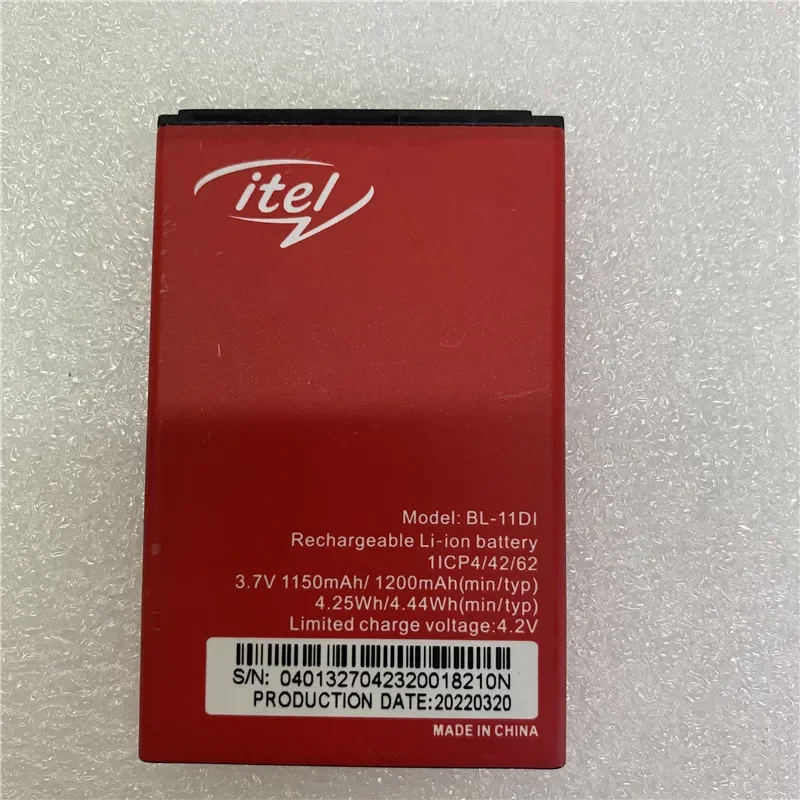 itel
Model: BL-11DI
Rechargeable Li-ion battery
1ICP4/42/62
3.7V 1150mAh/ 1200mAh(min/typ)
4.25Wh/4.44Wh(min/typ)
Limited charge voltage:4.2V
S/N: 0401327042320018210N
PRODUCTION DATE:20220320
MADE IN CHINA